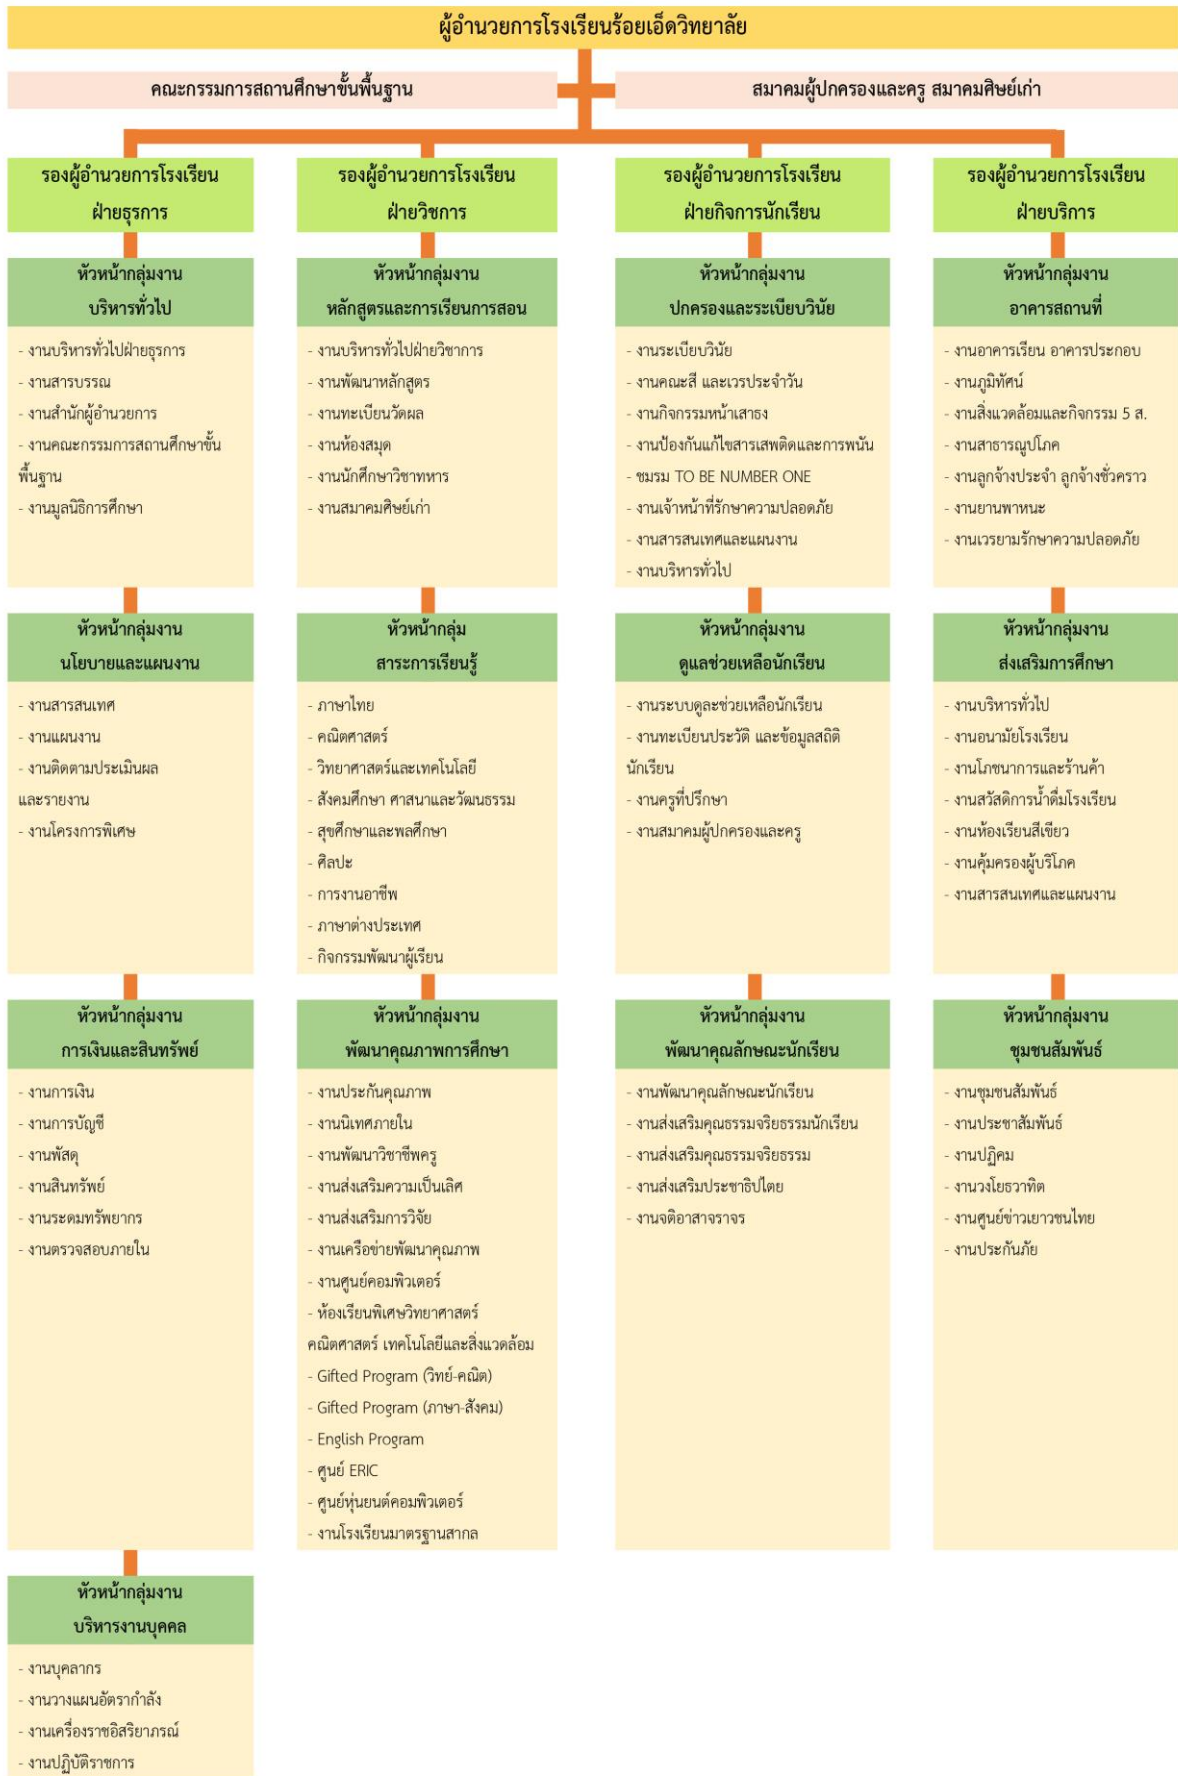 ผู้อำนวยการโรงเรียนร้อยเอ็ดวิทยาลัย
คณะกรรมการสถานศึกษาขั้นพื้นฐาน
สมาคมผู้ปกครองและครู สมาคมศิษย์เก่า
รองผู้อำนวยการโรงเรียน
ฝ่ายธุรการ
รองผู้อำนวยการโรงเรียน
ฝ่ายวิชการ
รองผู้อำนวยการโรงเรียน
ฝ่ายกิจการนักเรียน
รองผู้อำนวยการโรงเรียน
ฝ่ายบริการ
หัวหน้ากลุ่มงาน
บริหารทั่วไป
- งานบริหารทั่วไปฝ่ายธุรการ
- งานสารบรรณ
- งานสำนักผู้อำนวยการ
- งานคณะกรรมการสถานศึกษาขั้น
พื้นฐาน
- งานมูลนิธิการศึกษา
หัวหน้ากลุ่มงาน
หลักสูตรและการเรียนการสอน
- งานบริหารทั่วไปฝ่ายวิชาการ
- งานพัฒนาหลักสูตร
- งานทะเบียนวัดผล
- งานห้องสมุด
- งานนักศึกษาวิชาทหาร
- งานสมาคมศิษย์เก่า
หัวหน้ากลุ่มงาน
ปกครองและระเบียบวินัย
- งานระเบียบวินัย
- งานคณะสี และเวรประจำวัน
- งานกิจกรรมหน้าเสาธง
- งานป้องกันแก้ไขสารเสพติดและการพนัน
- ชมรม TO BE NUMBER ONE
- งานเจ้าหน้าที่รักษาความปลอดภัย
- งานสารสนเทศและแผนงาน
- งานบริหารทั่วไป
หัวหน้ากลุ่มงาน
อาคารสถานที่
- งานอาคารเรียน อาคารประกอบ
- งานภูมิทัศน์
- งานสิ่งแวดล้อมและกิจกรรม 5 ส.
- งานสาธารณูปโภค
- งานลูกจ้างประจำ ลูกจ้างชั่วคราว
- งานยานพาหนะ
- งานเวรยามรักษาความปลอดภัย
หัวหน้ากลุ่มงาน
นโยบายและแผนงาน
- งานสารสนเทศ
- งานแผนงาน
- งานติดตามประเมินผล
และรายงาน
- งานโครงการพิเศษ
หัวหน้ากลุ่ม
สาระการเรียนรู้
- ภาษาไทย
- คณิตศาสตร์
- วิทยาศาสตร์และเทคโนโลยี
- สังคมศึกษา ศาสนาและวัฒนธรรม
- สุขศึกษาและพลศึกษา
- ศิลปะ
- การงานอาชีพ
- ภาษาต่างประเทศ
- กิจกรรมพัฒนาผู้เรียน
หัวหน้ากลุ่มงาน
ดูแลช่วยเหลือนักเรียน
- งานระบบดูละช่วยเหลือนักเรียน
- งานทะเบียนประวัติ และข้อมูลสถิติ
นักเรียน
- งานครูที่ปรึกษา
- งานสมาคมผู้ปกครองและครู
หัวหน้ากลุ่มงาน
ส่งเสริมการศึกษา
- งานบริหารทั่วไป
- งานอนามัยโรงเรียน
- งานโภชนาการและร้านค้า
- งานสวัสดิการน้ำดื่มโรงเรียน
- งานห้องเรียนสีเขียว
- งานคุ้มครองผู้บริโภค
- งานสารสนเทศและแผนงาน
หัวหน้ากลุ่มงาน
การเงินและสินทรัพย์
- งานการเงิน
- งานการบัญชี
- งานพัสดุ
- งานสินทรัพย์
- งานระดมทรัพยากร
- งานตรวจสอบภายใน
หัวหน้ากลุ่มงาน
พัฒนาคุณภาพการศึกษา
- งานประกันคุณภาพ
- งานนิเทศภายใน
- งานพัฒนาวิชาชีพครู
- งานส่งเสริมความเป็นเลิศ
- งานส่งเสริมการวิจัย
- งานเครือข่ายพัฒนาคุณภาพ
- งานศูนย์คอมพิวเตอร์
- ห้องเรียนพิเศษวิทยาศาสตร์
คณิตศาสตร์ เทคโนโลยีและสิ่งแวดล้อม
- Gifted Program (วิทย์-คณิต)
- Gifted Program (ภาษา-สังคม)
- English Program
- ศูนย์ ERIC
- ศูนย์หุ่นยนต์คอมพิวเตอร์
- งานโรงเรียนมาตรฐานสากล
หัวหน้ากลุ่มงาน
พัฒนาคุณลักษณะนักเรียน
- งานพัฒนาคุณลักษณะนักเรียน
- งานส่งเสริมคุณธรรมจริยธรรมนักเรียน
- งานส่งเสริมคุณธรรมจริยธรรม
- งานส่งเสริมประชาธิปไตย
- งานจติอาสาจราจร
หัวหน้ากลุ่มงาน
ชุมชนสัมพันธ์
- งานชุมชนสัมพันธ์
- งานประชาสัมพันธ์
- งานปฏิคม
- งานวงโยธวาทิต
- งานศูนย์ข่าวเยาวชนไทย
- งานประกันภัย
หัวหน้ากลุ่มงาน
บริหารงานบุคคล
- งานบุคลากร
- งานวางแผนอัตรากำลัง
- งานเครื่องราชอิสริยาภรณ์
- งานปฏิบัติราชการ